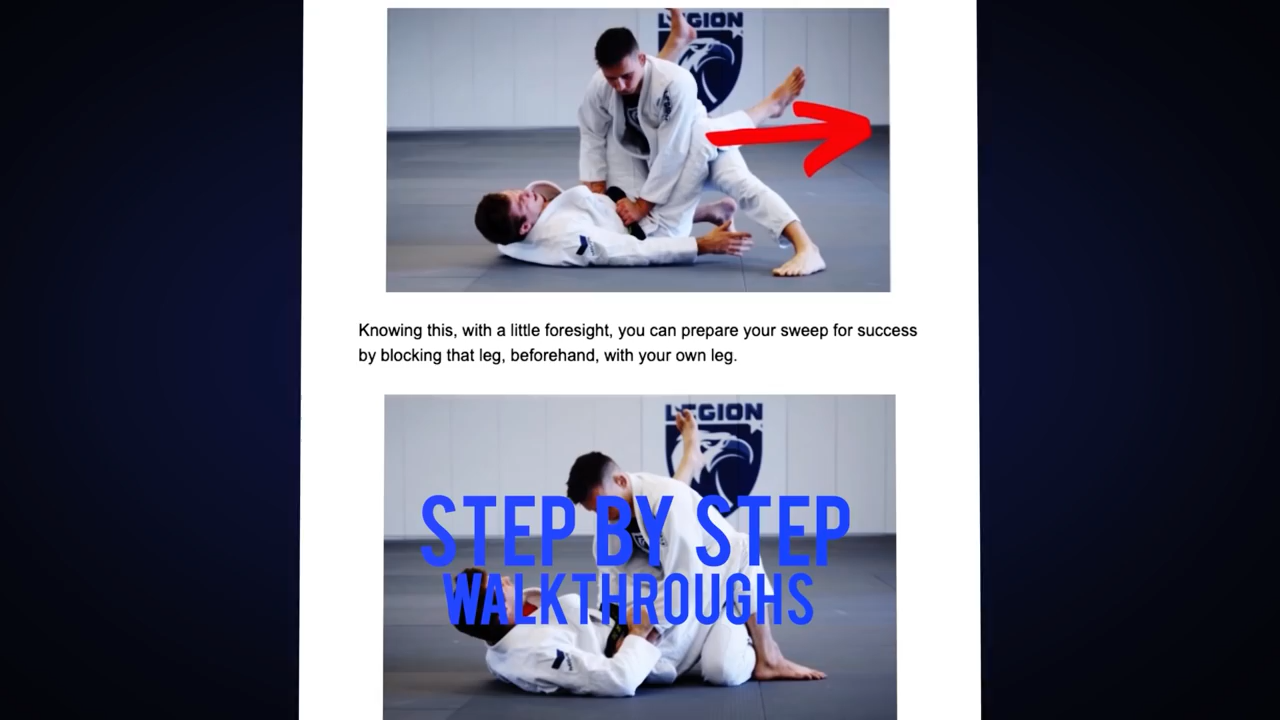 LEGION
Knowing this, with a little foresight, you can prepare your sweep for success
by blocking that leg, beforehand, with your own leg.
LEGION
STEP BY STEP
WALKTHROUGHS